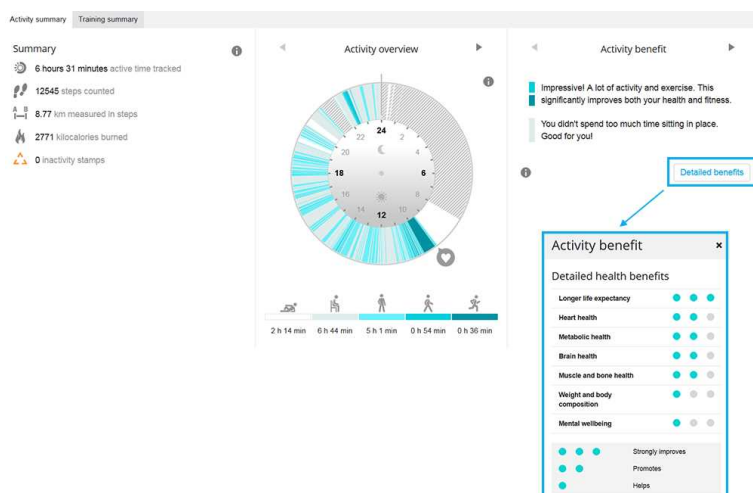 Activity summary
Training summary
Summary
6 hours 31 minutes active time tracked
12545 steps counted
A B
8.77 km measured in steps
2771 kilocalories burned
0 inactivity stamps
Activity overview
24
22
2
20
4
18
6
16
8
14
10
12
2 h 14 min
6 h 44 min
5 h 1 min
0 h 54 min
0 h 36 min
Activity benefit
Impressive! A lot of activity and exercise. This
significantly improves both your health and fitness.
You didn't spend too much time sitting in place.
Good for you!
Detailed benefits
Activity benefit
Detailed health benefits
Longer life expectancy
Heart health
Metabolic health
Brain health
Muscle and bone health
Weight and body
composition
Mental wellbeing
Strongly improves
Promotes
Helps